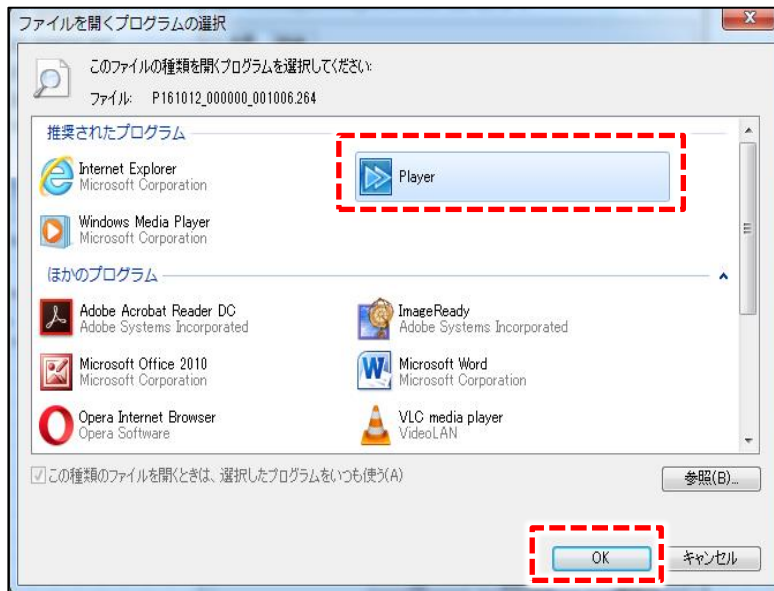 ファイルを開くプログラムの選択
このファイルの種類を開くプログラムを選択してください:
ファイル: P161012_000000_001006.264
推奨されたプログラム
Internet Explorer
Microsoft Corporation
Player
Windows Media Player
Microsoft Corporation
ほかのプログラム
Adobe Acrobat Reader DC
Adobe Systems Incorporated
ImageReady
Adobe Systems Incorporated
Microsoft Office 2010
Microsoft Corporation
Microsoft Word
Microsoft Corporation
Opera Internet Browser
Opera Software
VLC media player
VideoLAN
この種類のファイルを開くときは、選択したプログラムをいつも使う(A)
参照(B)...
OK
キャンセル